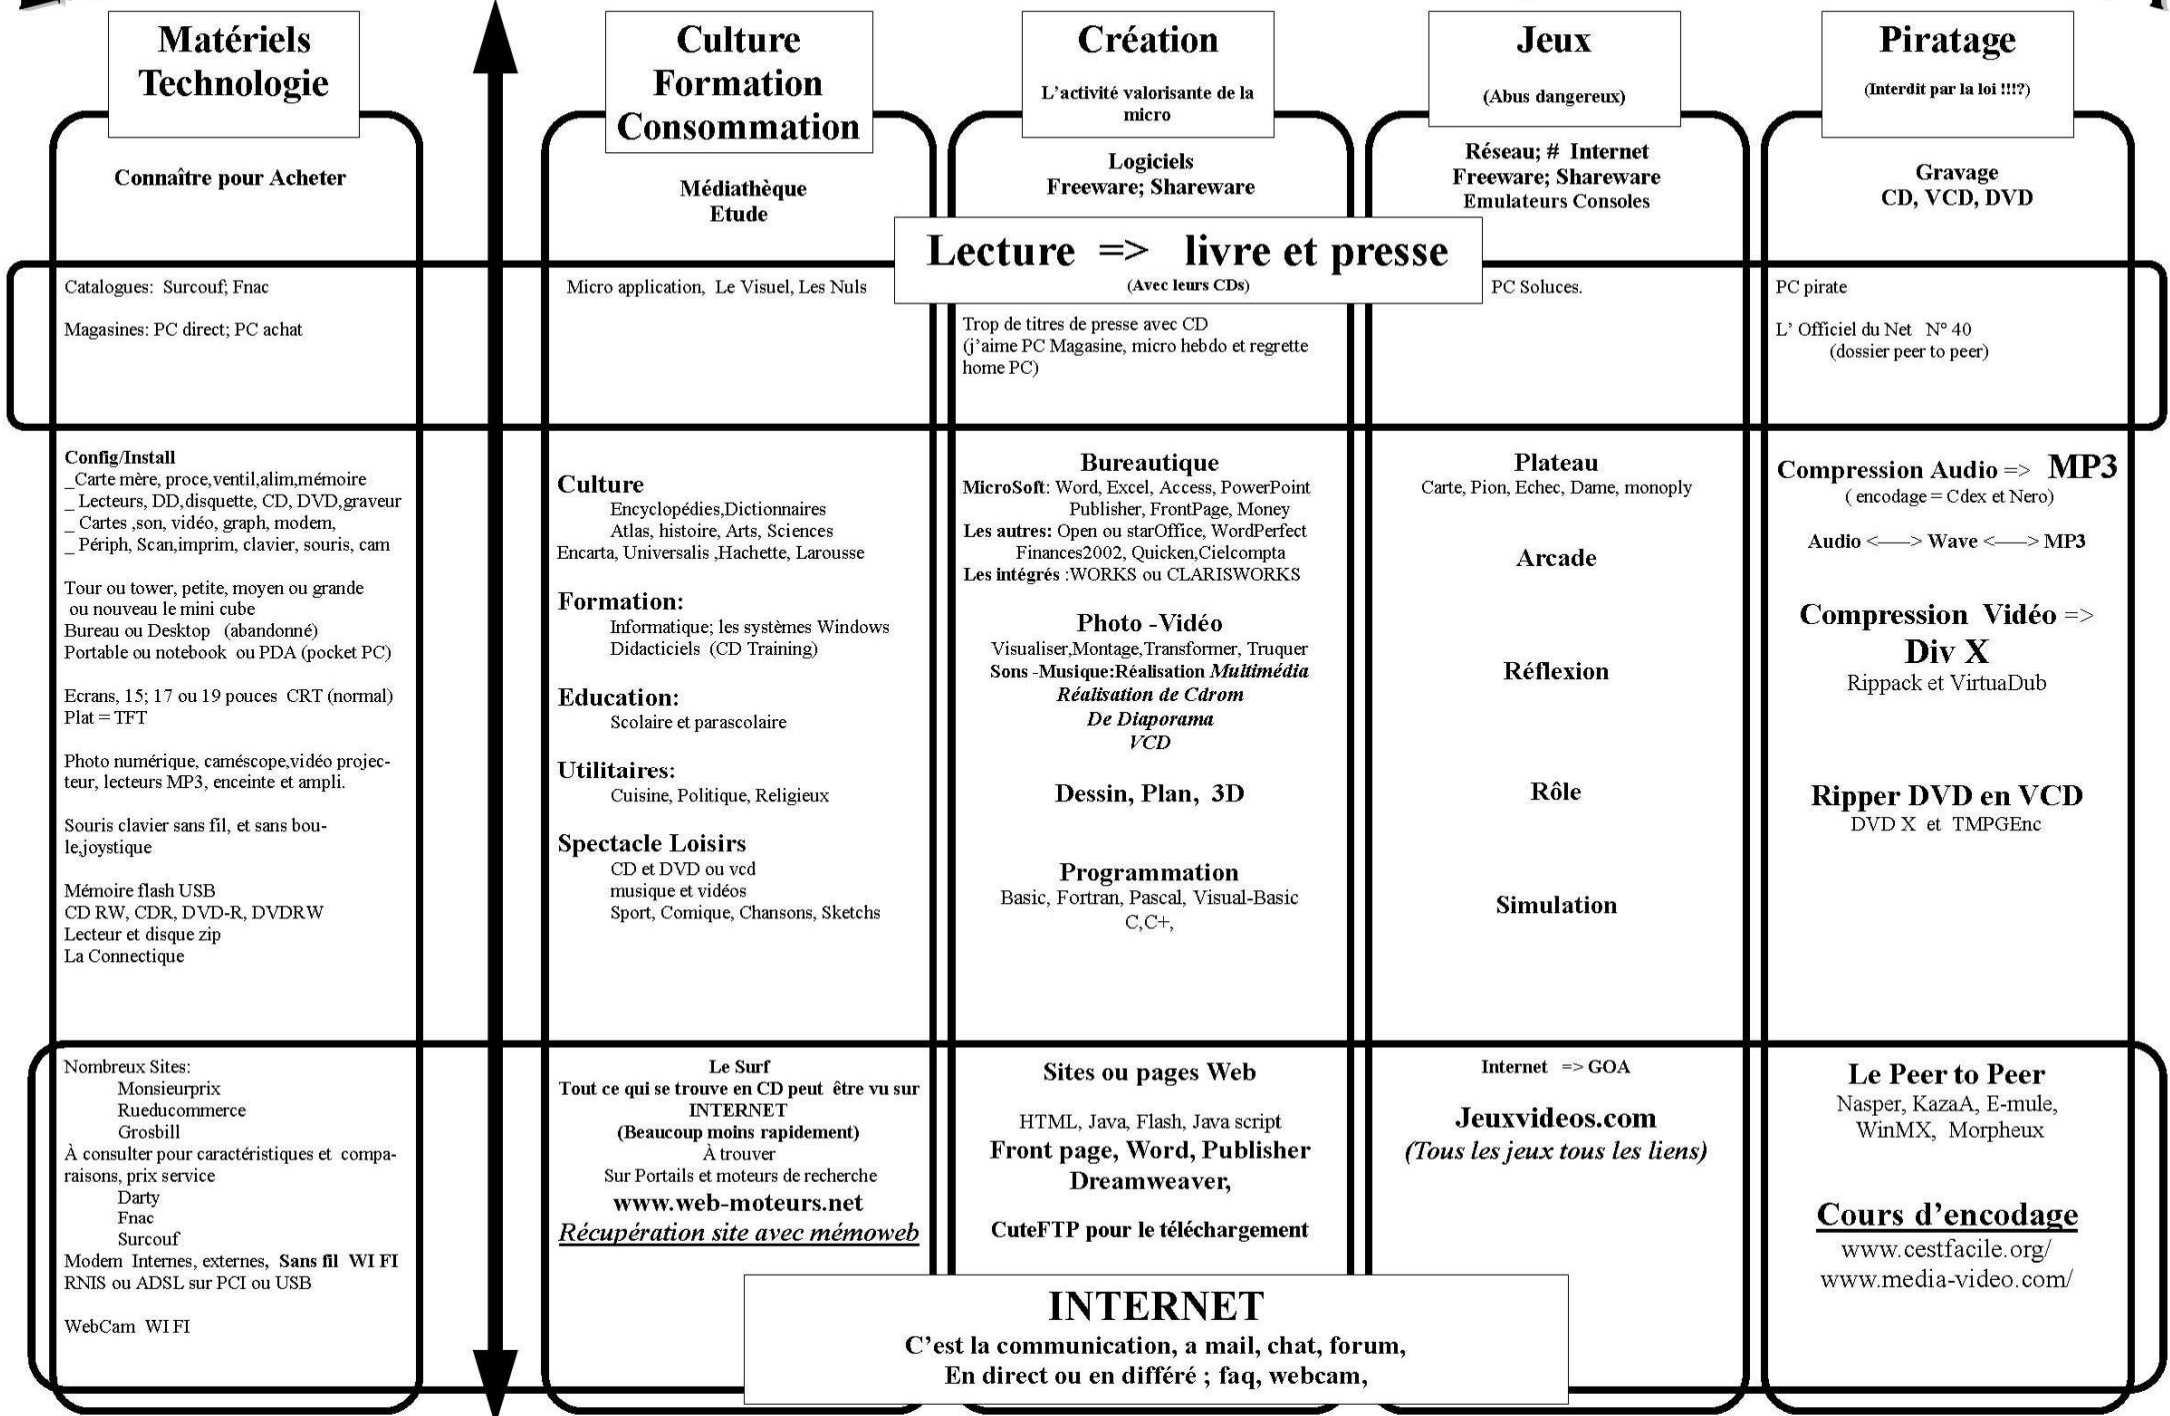 Matériels
Technologie
Connaître pour Acheter
Catalogues: Surcouf; Fnac
Magasines: PC direct; PC achat
Config/Install
_Carte mère, proce,ventil,alim,mémoire
_ Lecteurs, DD,disquette, CD, DVD,graveur
_ Cartes ,son, vidéo, graph, modem,
_ Périph, Scan,imprim, clavier, souris, cam
Tour ou tower, petite, moyen ou grande
ou nouveau le mini cube
Bureau ou Desktop (abandonné)
Portable ou notebook ou PDA (pocket PC)
Ecrans, 15; 17 ou 19 pouces CRT (normal)
Plat = TFT
Photo numérique, caméscope,vidéo projec-
teur, lecteurs MP3, enceinte et ampli.
Souris clavier sans fil, et sans bou-
le,joystique
Mémoire flash USB
CD RW, CDR, DVD-R, DVDRW
Lecteur et disque zip
La Connectique
Nombreux Sites:
Monsieurprix
Rueducommerce
Grosbill
À consulter pour caractéristiques et compa-
raisons, prix service
Darty
Fnac
Surcouf
Modem Internes, externes, Sans fil WI FI
RNIS ou ADSL sur PCI ou USB
WebCam WI FI
Culture
Formation
Consommation
Médiathèque
Etude
Micro application, Le Visuel, Les Nuls
Culture
Encyclopédies,Dictionnaires
Atlas, histoire, Arts, Sciences
Encarta, Universalis ,Hachette, Larousse
Formation:
Informatique; les systèmes Windows
Didacticiels (CD Training)
Education:
Scolaire et parascolaire
Utilitaires:
Cuisine, Politique, Religieux
Spectacle Loisirs
CD et DVD ou vcd
musique et vidéos
Sport, Comique, Chansons, Sketchs
Le Surf
Tout ce qui se trouve en CD peut être vu sur
INTERNET
(Beaucoup moins rapidement)
À trouver
Sur Portails et moteurs de recherche
www.web-moteurs.net
Récupération site avec mémoweb
Création
L'activité valorisante de la
micro
Logiciels
Freeware; Shareware
Lecture => livre et presse
(Avec leurs CDs)
Trop de titres de presse avec CD
(j'aime PC Magasine, micro hebdo et regrette
home PC)
Bureautique
MicroSoft: Word, Excel, Access, PowerPoint
Publisher, FrontPage, Money
Les autres: Open ou starOffice, WordPerfect
Finances2002, Quicken,Cielcompta
Les intégrés :WORKS ou CLARISWORKS
Photo -Vidéo
Visualiser,Montage,Transformer, Truquer
Sons -Musique:Réalisation Multimédia
Réalisation de Cdrom
De Diaporama
VCD
Dessin, Plan, 3D
Programmation
Basic, Fortran, Pascal, Visual-Basic
C,C+,
Sites ou pages Web
HTML, Java, Flash, Java script
Front page, Word, Publisher
Dreamweaver,
CuteFTP pour le téléchargement
Jeux
(Abus dangereux)
Réseau; # Internet
Freeware; Shareware
Emulateurs Consoles
PC Soluces.
Plateau
Carte, Pion, Echec, Dame, monoply
Arcade
Réflexion
Rôle
Simulation
Internet => GOA
Jeuxvideos.com
(Tous les jeux tous les liens)
Piratage
(Interdit par la loi !!!?)
Gravage
CD, VCD, DVD
PC pirate
L' Officiel du Net N° 40
(dossier peer to peer)
Compression Audio => MP3
( encodage = Cdex et Nero)
Audio <----> Wave <----> MP3
Compression Vidéo =>
Div X
Rippack et VirtuaDub
Ripper DVD en VCD
DVD X et TMPGEnc
Le Peer to Peer
Nasper, KazaA, E-mule,
WinMX, Morpheux
Cours d'encodage
www.cestfacile.org/
www.media-video.com/
INTERNET
C'est la communication, a mail, chat, forum,
En direct ou en différé ; faq, webcam,